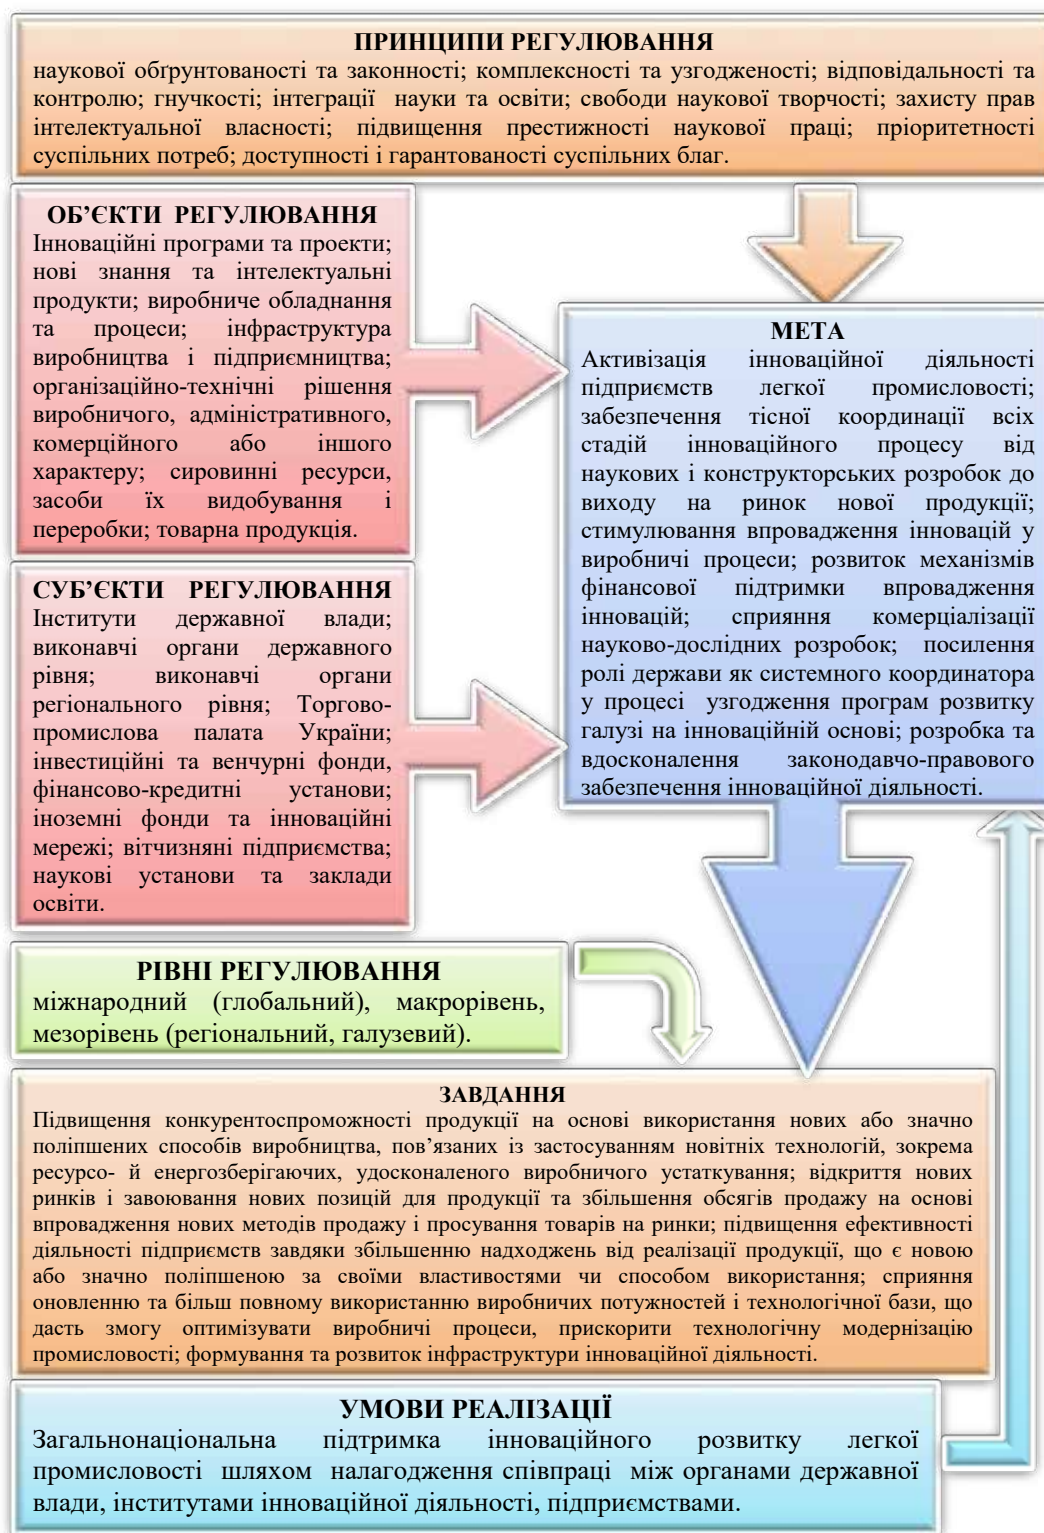 ПРИНЦИПИ РЕГУЛЮВАННЯ
наукової обґрунтованості та законності; комплексності та узгодженості; відповідальності та
контролю; гнучкості; інтеграції науки та освіти; свободи наукової творчості; захисту прав
інтелектуальної власності; підвищення престижності наукової праці; пріоритетності
суспільних потреб; доступності і гарантованості суспільних благ.
ОБ’ЄКТИ РЕГУЛЮВАННЯ
Інноваційні програми та проекти;
нові знання та інтелектуальні
продукти; виробниче обладнання
та процеси; інфраструктура
виробництва і підприємництва;
організаційно-технічні рішення
виробничого, адміністративного,
комерційного або іншого
характеру; сировинні ресурси,
засоби їх видобування і
переробки; товарна продукція.
СУБ’ЄКТИ РЕГУЛЮВАННЯ
Інститути державної влади;
виконавчі органи державного
рівня; виконавчі органи
регіонального рівня; Торгово-
промислова палата України;
інвестиційні та венчурні фонди,
фінансово-кредитні установи;
іноземні фонди та інноваційні
мережі; вітчизняні підприємства;
наукові установи та заклади
освіти.
МЕТА
Активізація інноваційної діяльності
підприємств легкої промисловості;
забезпечення тісної координації всіх
стадій інноваційного процесу від
наукових і конструкторських розробок до
виходу на ринок нової продукції;
стимулювання впровадження інновацій у
виробничі процеси; розвиток механізмів
фінансової підтримки впровадження
інновацій; сприяння комерціалізації
науково-дослідних розробок; посилення
ролі держави як системного координатора
у процесі узгодження програм розвитку
галузі на інноваційній основі; розробка та
вдосконалення законодавчо-правового
забезпечення інноваційної діяльності.
РІВНІ РЕГУЛЮВАННЯ
міжнародний (глобальний), макрорівень,
мезорівень (регіональний, галузевий).
ЗАВДАННЯ
Підвищення конкурентоспроможності продукції на основі використання нових або значно
поліпшених способів виробництва, пов’язаних із застосуванням новітніх технологій, зокрема
ресурсо- й енергозберігаючих, удосконаленого виробничого устаткування; відкриття нових
ринків і завоювання нових позицій для продукції та збільшення обсягів продажу на основі
впровадження нових методів продажу і просування товарів на ринки; підвищення ефективності
діяльності підприємств завдяки збільшенню надходжень від реалізації продукції, що є новою
або значно поліпшеною за своїми властивостями чи способом використання; сприяння
оновленню та більш повному використанню виробничих потужностей і технологічної бази, що
дасть змогу оптимізувати виробничі процеси, прискорити технологічну модернізацію
промисловості; формування та розвиток інфраструктури інноваційної діяльності.
УМОВИ РЕАЛІЗАЦІЇ
Загальнонаціональна підтримка інноваційного розвитку легкої
промисловості шляхом налагодження співпраці між органами державної
влади, інститутами інноваційної діяльності, підприємствами.